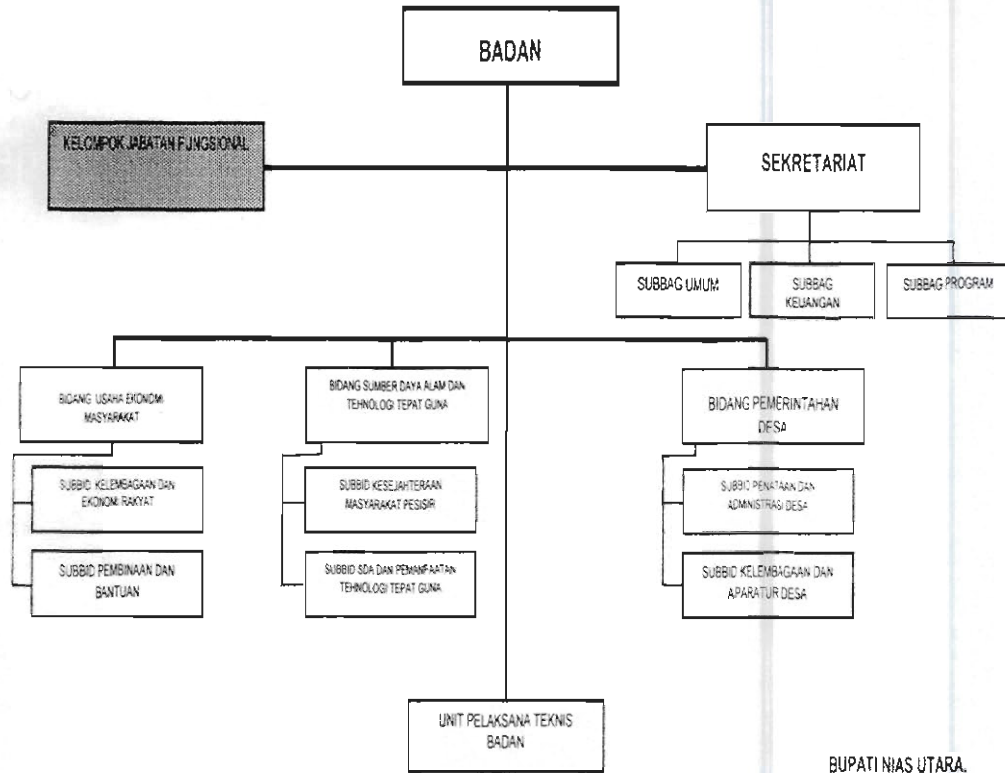 BADAN
KELOMPOK JABATAN FUNGSIONAL
SEKRETARIAT
SUBBAG UMUM
SUBBAG
KEUANGAN
SUBBAG PROGRAM
BIDANG USAHA EKONOMI
MASYARAKAT
BIDANG SUMBER DAYA ALAM DAN
TEHNOLOGI TEPAT GUNA
BIDANG PEMERINTAHAN
DESA
SUBBID KELEMBAGAAN DAN
EKONOMI RAKYAT
SUBBID KESEJAHTERAAN
MASYARAKAT PESISIR
SUBBID PENATAAN DAN
ADMINISTRASI DESA
SUBBID PEMBINAAN DAN
BANTUAN
SUBBID SDA DAN PEMANFAATAN
TEHNOLOGI TEPAT GUNA
SUBBID KELEMBAGAAN DAN
APARATUR DESA
UNIT PELAKSANA TEKNIS
BADAN
BUPATI NIAS UTARA,